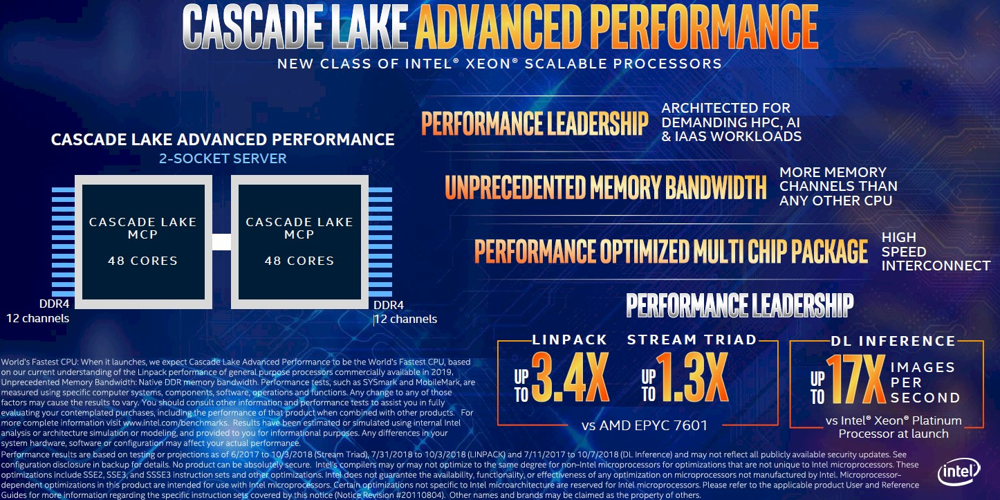 CASCADE LAKE ADVANCED PERFORMANCE
NEW CLASS OF INTEL® XEON® SCALABLE PROCESSORS
CASCADE LAKE ADVANCED PERFORMANCE
2-SOCKET SERVER
CASCADE LAKE
MCP
48 CORES
CASCADE LAKE
MCP
48 CORES
DDR4
12 channels
DDR4
12 channels
PERFORMANCE LEADERSHIP
ARCHITECTED FOR
DEMANDING HPC, AI
& IAAS WORKLOADS
UNPRECEDENTED MEMORY BANDWIDTH
MORE MEMORY
CHANNELS THAN
ANY OTHER CPU
PERFORMANCE OPTIMIZED MULTI CHIP PACKAGE
HIGH
SPEED
INTERCONNECT
PERFORMANCE LEADERSHIP
LINPACK
UP TO 3.4X
STREAM TRIAD
UP TO 1.3X
vs AMD EPYC 7601
DL INFERENCE
UP TO 17X
IMAGES
PER
SECOND
vs Intel® Xeon® Platinum
Processor at launch
World's Fastest CPU: When it launches, we expect Cascade Lake Advanced Performance to be the World's Fastest CPU, based
on our current understanding of the Linpack performance of general purpose processors commercially available in 2019,
Unprecedented Memory Bandwidth: Native DDR memory bandwidth. Performance tests, such as SYSmark and MobileMark, are
measured using specific computer systems, components, software, operations and functions. Any change to any of those
factors may cause the results to vary. You should consult other information and performance tests to assist you in fully
evaluating your contemplated purchases, including the performance of that product when combined with other products. For
more complete information visit www.intel.com/benchmarks. Results have been estimated or simulated using internal Intel
analysis or architecture simulation or modeling, and provided to you for informational purposes. Any differences in your
system hardware, software or configuration may affect your actual performance.
Performance results are based on testing or projections as of 6/2017 to 10/3/2018 (Stream Triad), 7/31/2018 to 10/3/2018 (LINPACK) and 7/11/2017 to 10/7/2018 (DL Inference) and may not reflect all publicly available security updates. See
configuration disclosure in backup for details. No product can be absolutely secure. Intel's compilers may or may not optimize to the same degree for non-Intel microprocessors for optimizations that are not unique to Intel microprocessors. These
optimizations include SSE2, SSE3, and SSSE3 instruction sets and other optimizations. Intel does not guarantee the availability, functionality, or effectiveness of any optimization on microprocessors not manufactured by Intel. Microprocessor-
dependent optimizations in this product are intended for use with Intel microprocessors. Certain optimizations not specific to Intel microarchitecture are reserved for Intel microprocessors. Please refer to the applicable product User and Reference
Guides for more information regarding the specific instruction sets covered by this notice (Notice Revision #20110804). Other names and brands may be claimed as the property of others.
intel